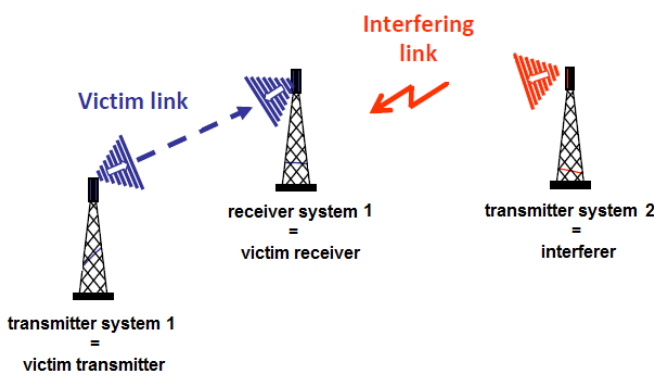 Interfering
link
Victim link
receiver system 1
=
victim receiver
transmitter system 2
=
interferer
transmitter system 1
=
victim transmitter